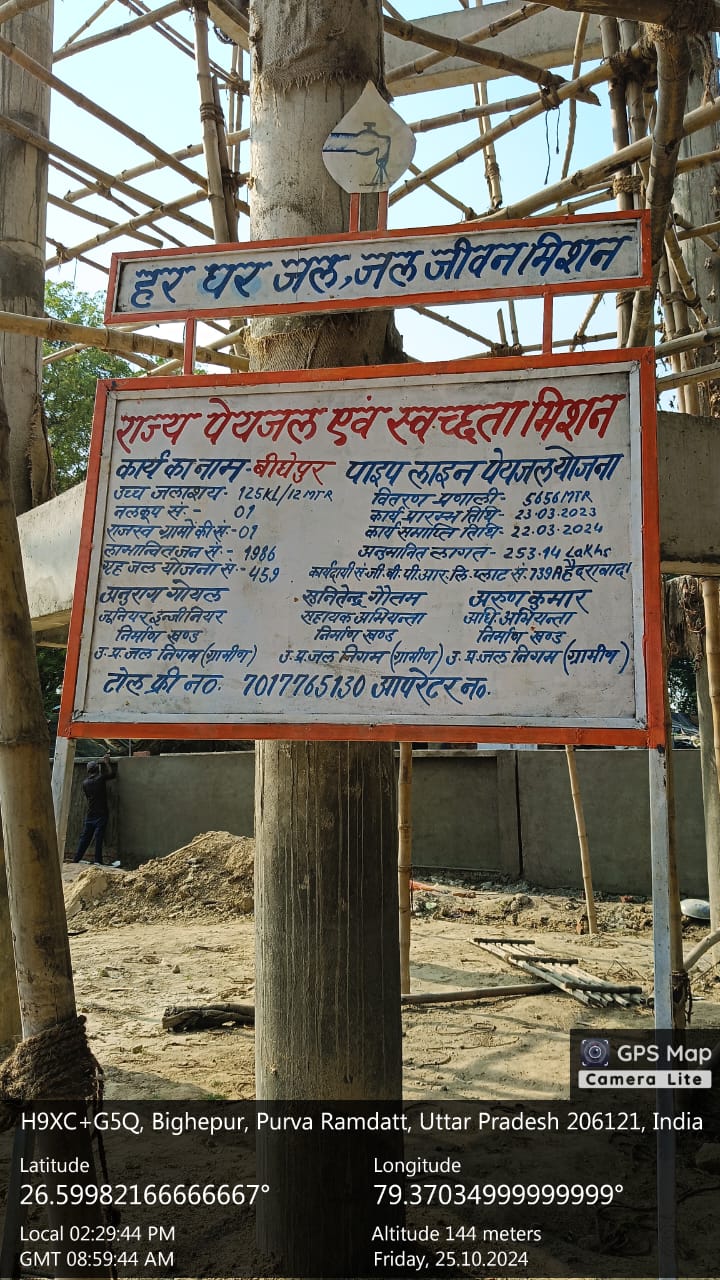 हर घर जल, जल जीवन मिशन
राज्य पेयजल एवं स्वच्छता मिशन
कार्य का नाम-बीघेपुर पाइप लाइन पेयजल योजना
उच्च जलाशय- 125KL/12MTR वितरण प्रणाली- 5656MTR
नलकूप सं.- 01 कार्य प्रारम्भ तिथि- 23.03.2023
राजस्व ग्रामों की सं.-01 कार्य समाप्ति तिथि- 22.03.2024
लाभान्वित जन सं.- 1986 अनुमानित लागत- 253.14 Lakhs
गृह जल योजना सं.-459 कार्यदायी सं. जी.वी.पी.आर.लि. प्लाट सं. 739A हैदराबाद।
अनुराग गोयल सुनितेन्द्र गौतम अरुण कुमार
जूनियर इन्जीनियर सहायक अभियन्ता अधि.अभियन्ता
निर्माण खण्ड निर्माण खण्ड निर्माण खण्ड
उ.प्र.जल निगम (ग्रामीण) उ.प्र.जल निगम (ग्रामीण) उ.प्र.जल निगम (ग्रामीण)
टोल फ्री न०. 7017765130 आपरेटर न०.
GPS Map
Camera Lite
H9XC+G5Q, Bighepur, Purva Ramdatt, Uttar Pradesh 206121, India
Latitude Longitude
26.59982166666667° 79.37034999999999°
Local 02:29:44 PM Altitude 144 meters
GMT 08:59:44 AM Friday, 25.10.2024